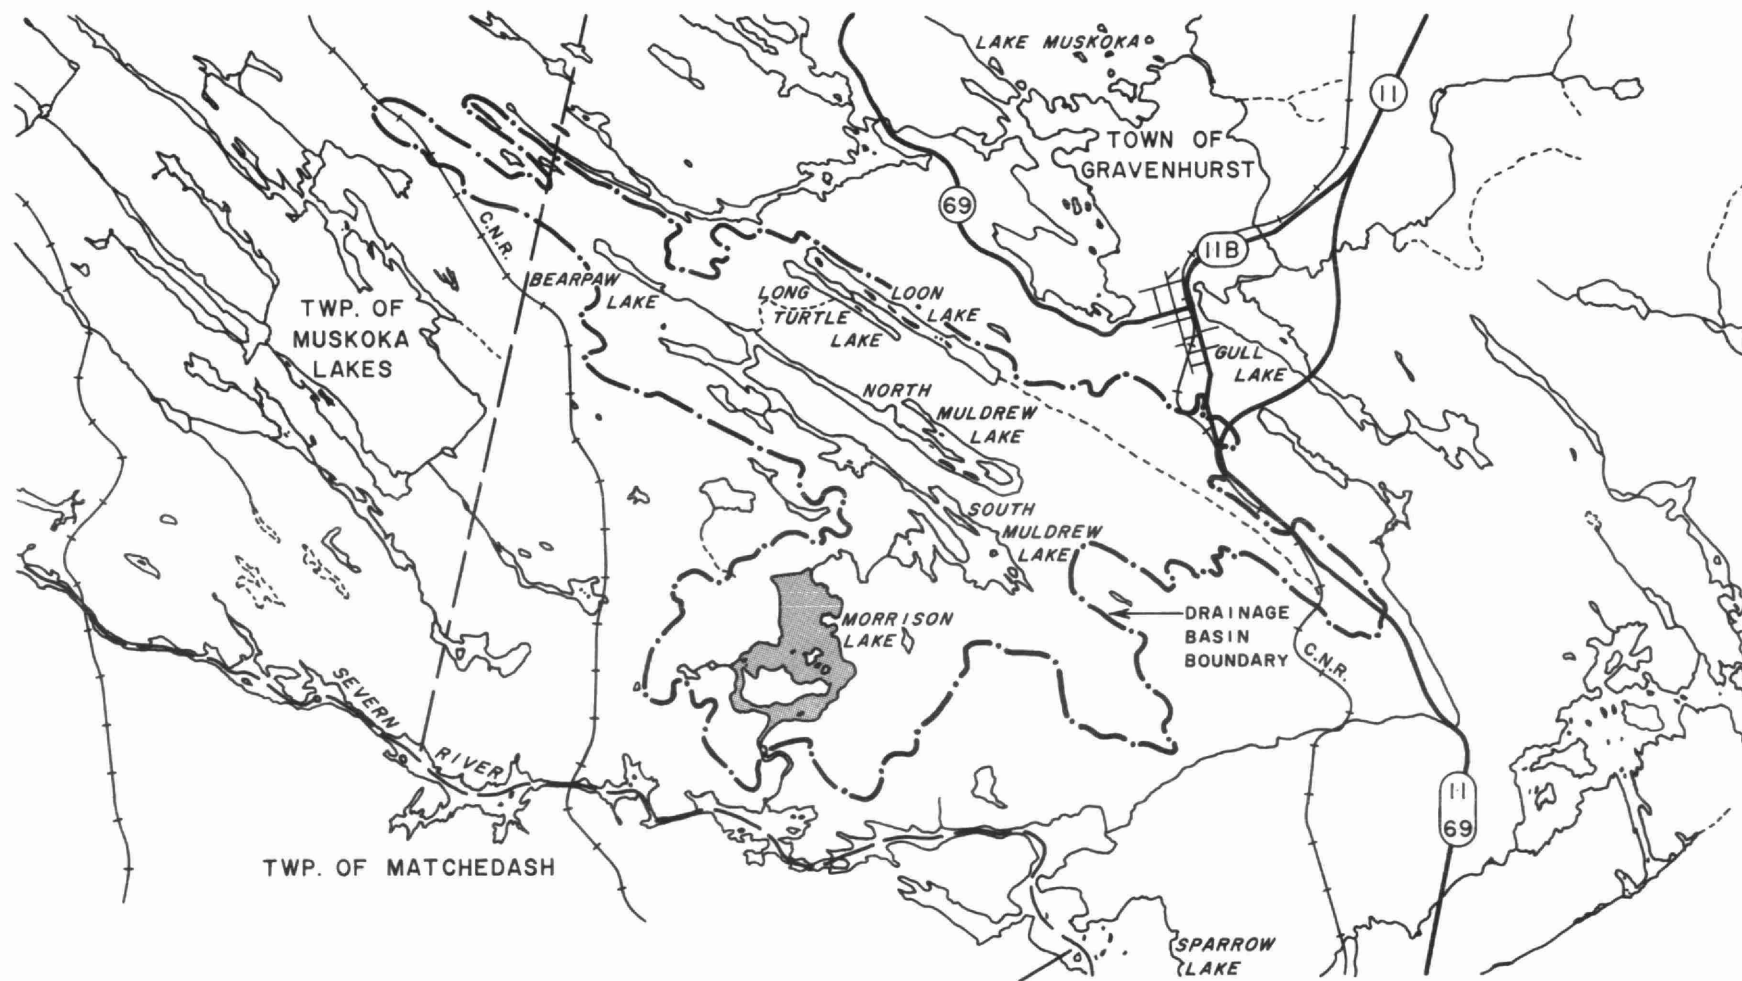 LAKE MUSKOKA
11
TOWN OF
GRAVENHURST
69
C.N.R.
11B
BEARPAW
LAKE
LONG
TURTLE
LAKE
LOON
LAKE
TWP. OF
MUSKOKA
LAKES
GULL
LAKE
NORTH
MULDREW
LAKE
SOUTH
MULDREW
LAKE
MORRISON
LAKE
DRAINAGE
BASIN
BOUNDARY
C.N.R.
SEVERN
RIVER
11
69
TWP. OF MATCHEDASH
SPARROW
LAKE